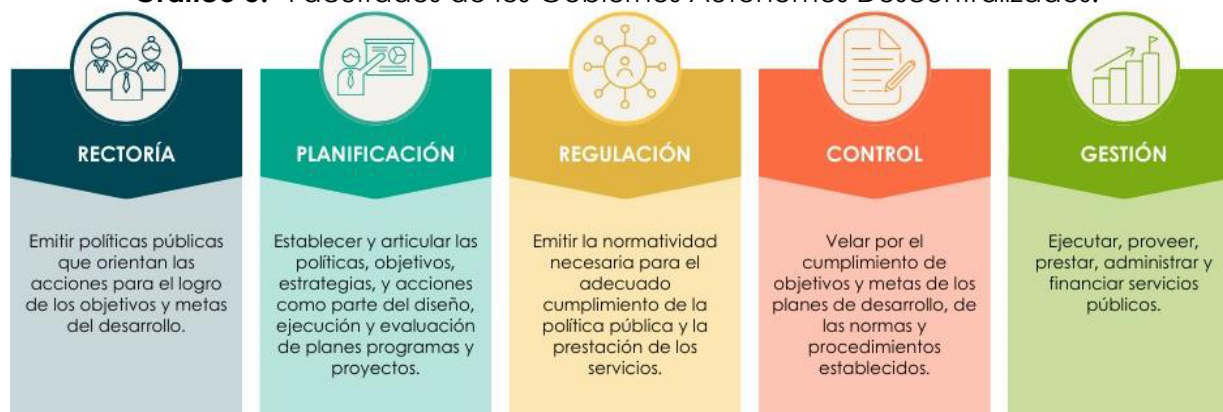 RECTORÍA
Emitir políticas públicas
que orientan las
acciones para el logro
de los objetivos y metas
del desarrollo.
PLANIFICACIÓN
Establecer y articular las
políticas, objetivos,
estrategias, y acciones
como parte del diseño,
ejecución y evaluación
de planes programas y
proyectos.
REGULACIÓN
Emitir la normatividad
necesaria para el
adecuado
cumplimiento de la
política pública y la
prestación de los
servicios.
CONTROL
Velar por el
cumplimiento de
objetivos y metas de los
planes de desarrollo, de
las normas y
procedimientos
establecidos.
GESTIÓN
Ejecutar, proveer,
prestar, administrar y
financiar servicios
públicos.